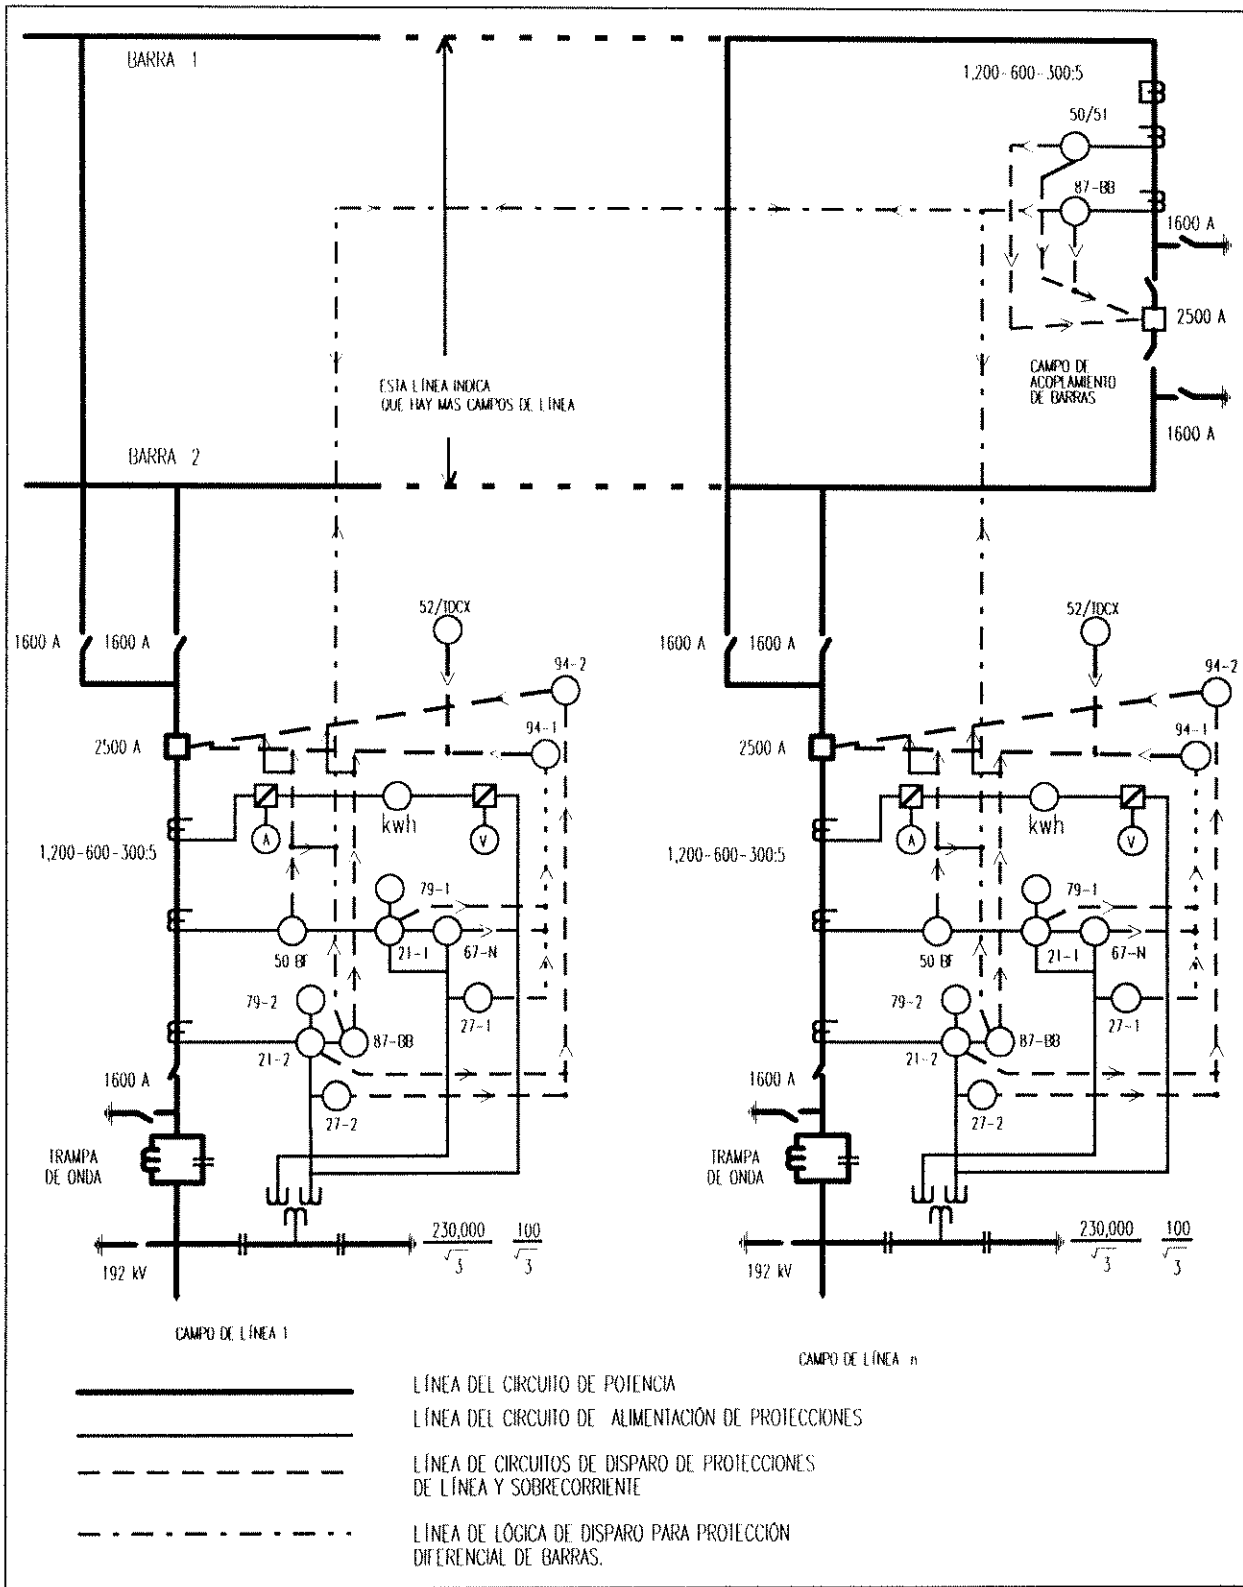 BARRA 1
1,200-600-300:5
50/51
87-BB
1600 A
2500 A
CAMPO DE
ACOPLAMIENTO
DE BARRAS
1600 A
ESTA LÍNEA INDICA
QUE HAY MAS CAMPOS DE LÍNEA
BARRA 2
52/TDCX
1600 A
1600 A
94-2
94-1
2500 A
kwh
A
V
1,200-600-300:5
79-1
50 BF
21-1
67-N
79-2
27-1
21-2
87-BB
1600 A
27-2
TRAMPA
DE ONDA
230,000
√3
100
√3
192 kV
CAMPO DE LÍNEA 1
52/TDCX
1600 A
1600 A
94-2
94-1
2500 A
kwh
A
V
1,200-600-300:5
79-1
50 BF
21-1
67-N
79-2
27-1
21-2
87-BB
1600 A
27-2
TRAMPA
DE ONDA
230,000
√3
100
√3
192 kV
CAMPO DE LÍNEA n
LÍNEA DEL CIRCUITO DE POTENCIA
LÍNEA DEL CIRCUITO DE ALIMENTACIÓN DE PROTECCIONES
LÍNEA DE CIRCUITOS DE DISPARO DE PROTECCIONES
DE LÍNEA Y SOBRECORRIENTE
LÍNEA DE LÓGICA DE DISPARO PARA PROTECCIÓN
DIFERENCIAL DE BARRAS.